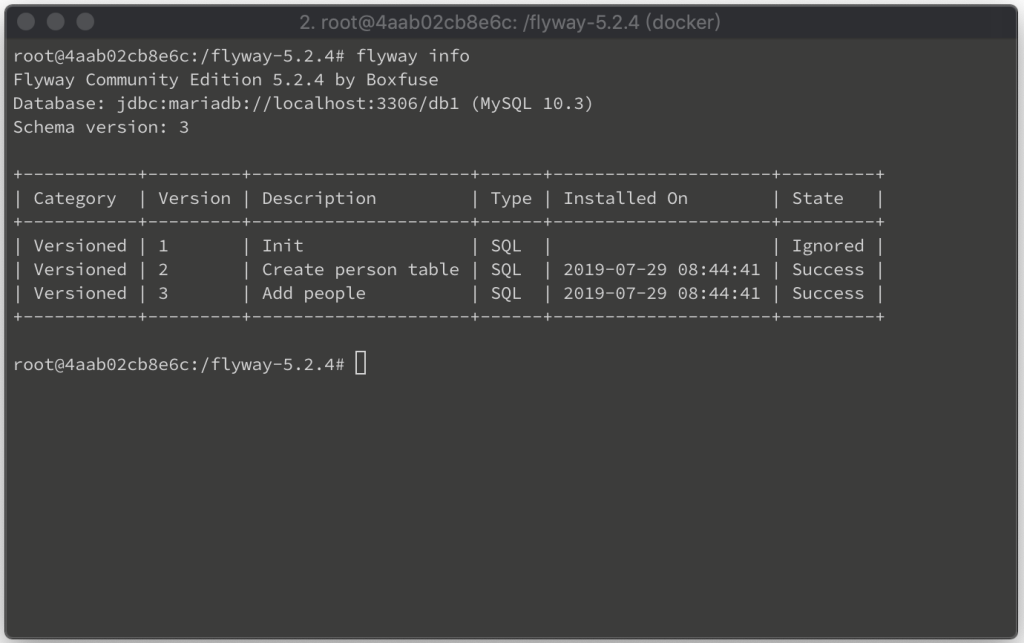 2. root@4aab02cb8e6c: /flyway-5.2.4 (docker)
root@4aab02cb8e6c:/flyway-5.2.4# flyway info
Flyway Community Edition 5.2.4 by Boxfuse
Database: jdbc:mariadb://localhost:3306/db1 (MySQL 10.3)
Schema version: 3
+-----------+---------+---------------------+------+---------------------+---------+
| Category  | Version | Description         | Type | Installed On        | State   |
+-----------+---------+---------------------+------+---------------------+---------+
| Versioned | 1       | Init                | SQL  |                     | Ignored |
| Versioned | 2       | Create person table | SQL  | 2019-07-29 08:44:41 | Success |
| Versioned | 3       | Add people          | SQL  | 2019-07-29 08:44:41 | Success |
+-----------+---------+---------------------+------+---------------------+---------+
root@4aab02cb8e6c:/flyway-5.2.4#